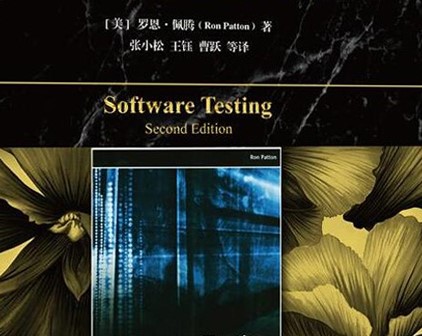 [美] 罗恩·佩腾 (Ron Patton) 著
张小松 王钰 曹跃 等译
Software Testing
Second Edition
Ron Patton